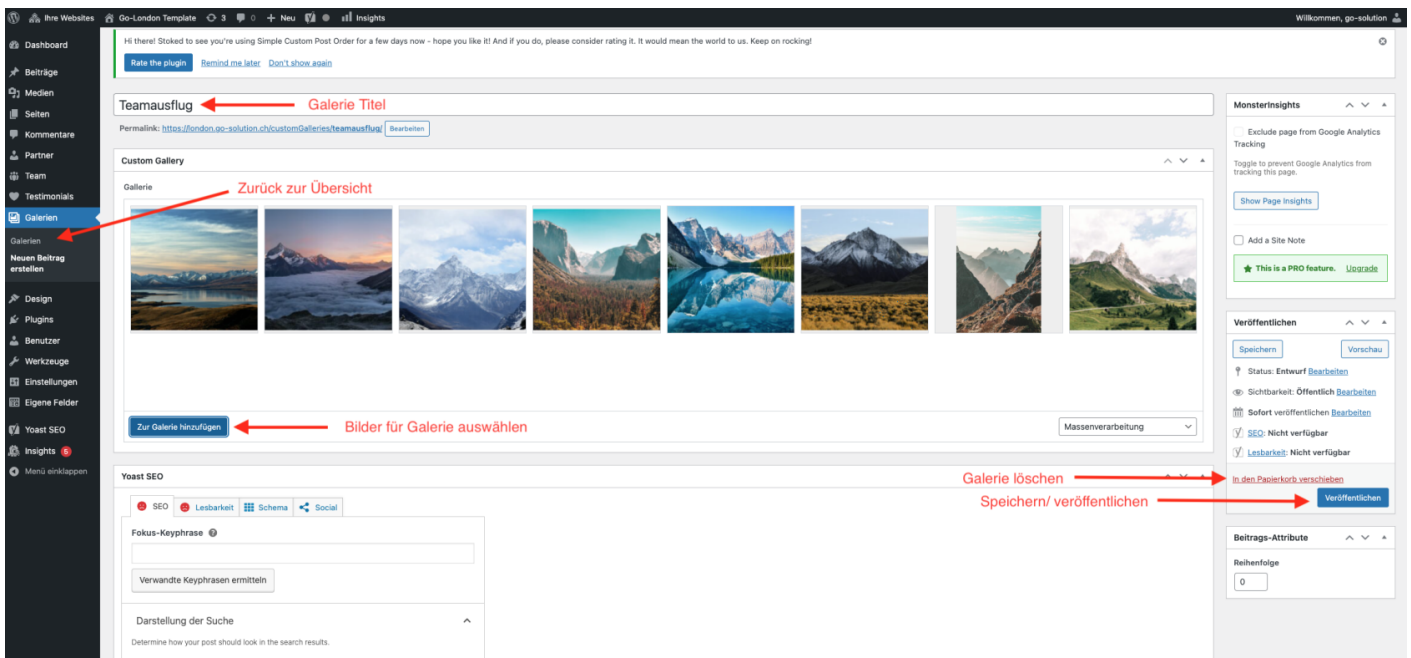 Ihre Websites Go-London Template 3 0 + Neu Insights Willkommen, go-solution
Dashboard
Beiträge
Medien
Seiten
Kommentare
Partner
Team
Testimonials
Galerien
Galerien
Neuen Beitrag
erstellen
Design
Plugins
Benutzer
Werkzeuge
Einstellungen
Eigene Felder
Yoast SEO
Insights 5
Menü einklappen
Hi there! Stoked to see you're using Simple Custom Post Order for a few days now - hope you like it! And if you do, please consider rating it. It would mean the world to us. Keep on rocking!
Rate the plugin Remind me later Don't show again
Teamausflug Galerie Titel
Permalink: https://london.go-solution.ch/customGalleries/teamausflug/ Bearbeiten
Custom Gallery
Gallerie
Zurück zur Übersicht
Zur Galerie hinzufügen Bilder für Galerie auswählen Massenverarbeitung
Yoast SEO
Galerie löschen
Speichern/ veröffentlichen
SEO Lesbarkeit Schema Social
Fokus-Keyphrase ?
Verwandte Keyphrasen ermitteln
Darstellung der Suche
Determine how your post should look in the search results.
MonsterInsights
Exclude page from Google Analytics
Tracking
Toggle to prevent Google Analytics from
tracking this page.
Show Page Insights
Add a Site Note
This is a PRO feature. Upgrade
Veröffentlichen
Speichern Vorschau
Status: Entwurf Bearbeiten
Sichtbarkeit: Öffentlich Bearbeiten
Sofort veröffentlichen Bearbeiten
SEO: Nicht verfügbar
Lesbarkeit: Nicht verfügbar
In den Papierkorb verschieben
Veröffentlichen
Beitrags-Attribute
Reihenfolge
0